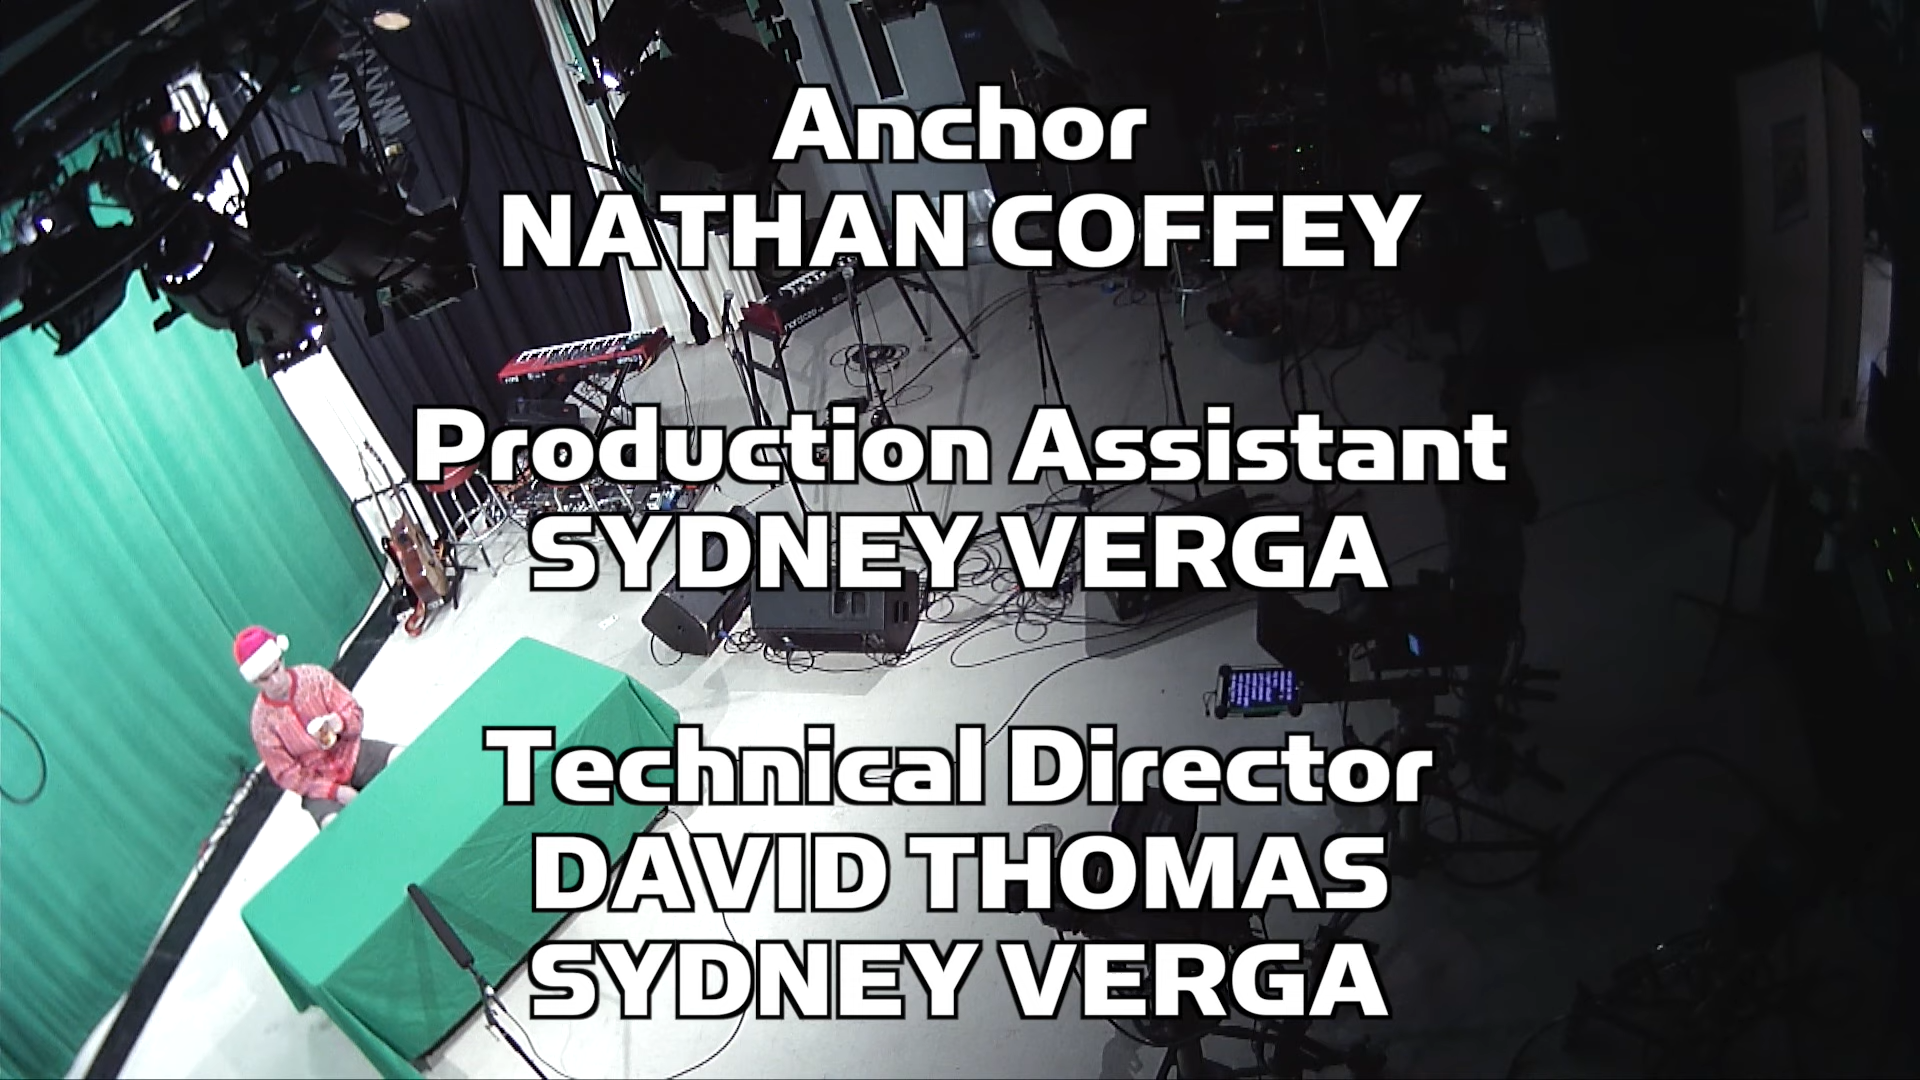 Anchor
NATHAN COFFEY
Production Assistant
SYDNEY VERGA
Technical Director
DAVID THOMAS
SYDNEY VERGA